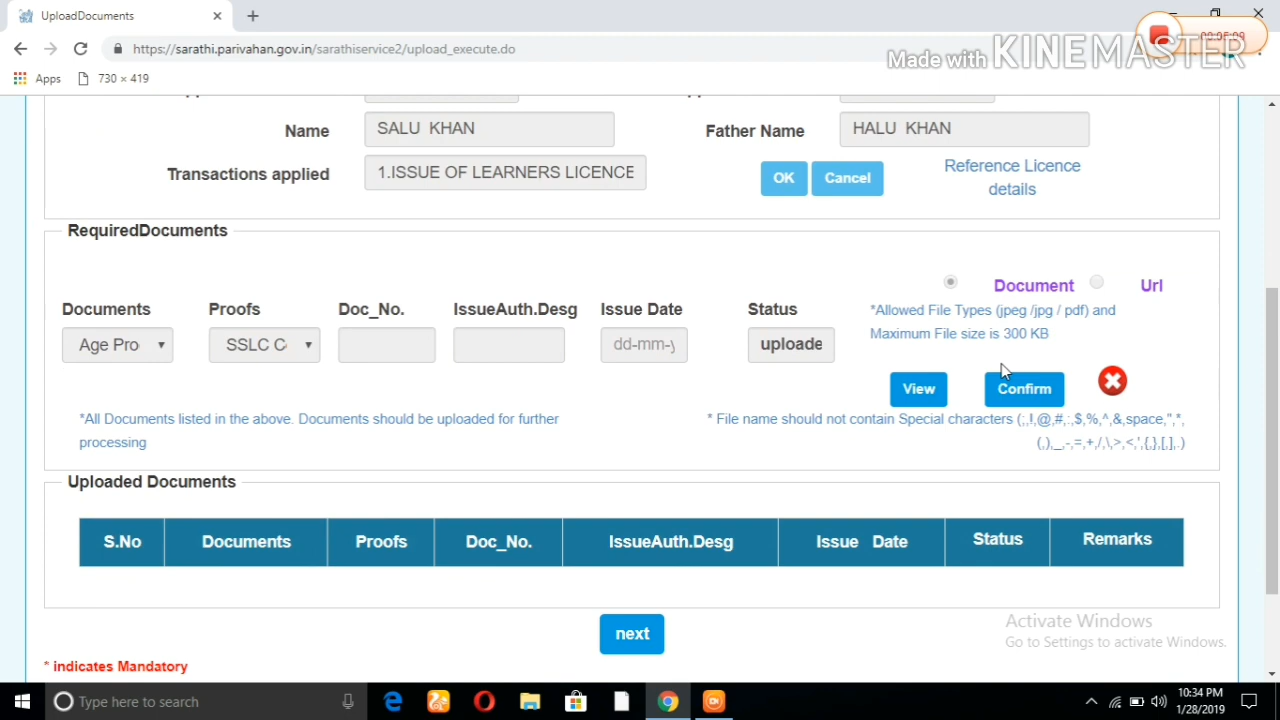 UploadDocuments
https://sarathi.parivahan.gov.in/sarathiservice2/upload_execute.do
Made with KINEMASTER
Apps 730 × 419
Name SALU KHAN Father Name HALU KHAN
Transactions applied 1.ISSUE OF LEARNERS LICENCE OK Cancel Reference Licence
details
RequiredDocuments
Document Url
Documents Proofs Doc_No. IssueAuth.Desg Issue Date Status *Allowed File Types (jpeg /jpg / pdf) and
Maximum File size is 300 KB
Age Pro SSLC C dd-mm-y uploade
View Confirm
*All Documents listed in the above. Documents should be uploaded for further
processing
* File name should not contain Special characters (;,!,@,#,:,$,%,^,&,space,",*,
(,),_,-,=,+,/,\,>,<,',{,},[,],.)
Uploaded Documents
S.No Documents Proofs Doc_No. IssueAuth.Desg Issue Date Status Remarks
next
Activate Windows
Go to Settings to activate Windows.
* indicates Mandatory
Type here to search
10:34 PM
1/28/2019